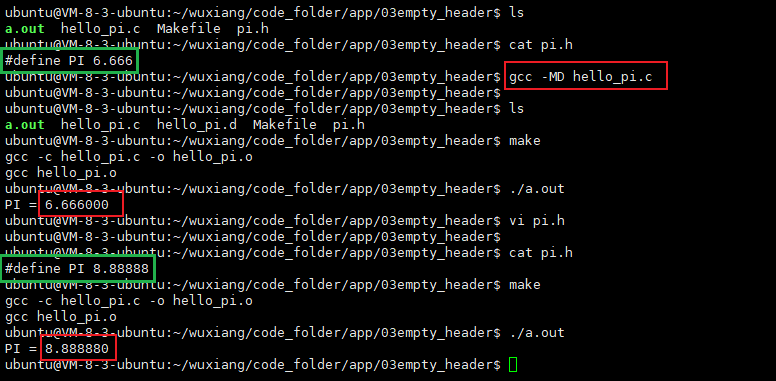 ubuntu@VM-8-3-ubuntu:~/wuxiang/code_folder/app/03empty_header$ ls
a.out  hello_pi.c  Makefile  pi.h
ubuntu@VM-8-3-ubuntu:~/wuxiang/code_folder/app/03empty_header$ cat pi.h
#define PI 6.666
ubuntu@VM-8-3-ubuntu:~/wuxiang/code_folder/app/03empty_header$ gcc -MD hello_pi.c
ubuntu@VM-8-3-ubuntu:~/wuxiang/code_folder/app/03empty_header$
ubuntu@VM-8-3-ubuntu:~/wuxiang/code_folder/app/03empty_header$ ls
a.out  hello_pi.c  hello_pi.d  Makefile  pi.h
ubuntu@VM-8-3-ubuntu:~/wuxiang/code_folder/app/03empty_header$ make
gcc -c hello_pi.c -o hello_pi.o
gcc hello_pi.o
ubuntu@VM-8-3-ubuntu:~/wuxiang/code_folder/app/03empty_header$ ./a.out
PI = 6.666000
ubuntu@VM-8-3-ubuntu:~/wuxiang/code_folder/app/03empty_header$ vi pi.h
ubuntu@VM-8-3-ubuntu:~/wuxiang/code_folder/app/03empty_header$
ubuntu@VM-8-3-ubuntu:~/wuxiang/code_folder/app/03empty_header$ cat pi.h
#define PI 8.88888
ubuntu@VM-8-3-ubuntu:~/wuxiang/code_folder/app/03empty_header$ make
gcc -c hello_pi.c -o hello_pi.o
gcc hello_pi.o
ubuntu@VM-8-3-ubuntu:~/wuxiang/code_folder/app/03empty_header$ ./a.out
PI = 8.888880
ubuntu@VM-8-3-ubuntu:~/wuxiang/code_folder/app/03empty_header$